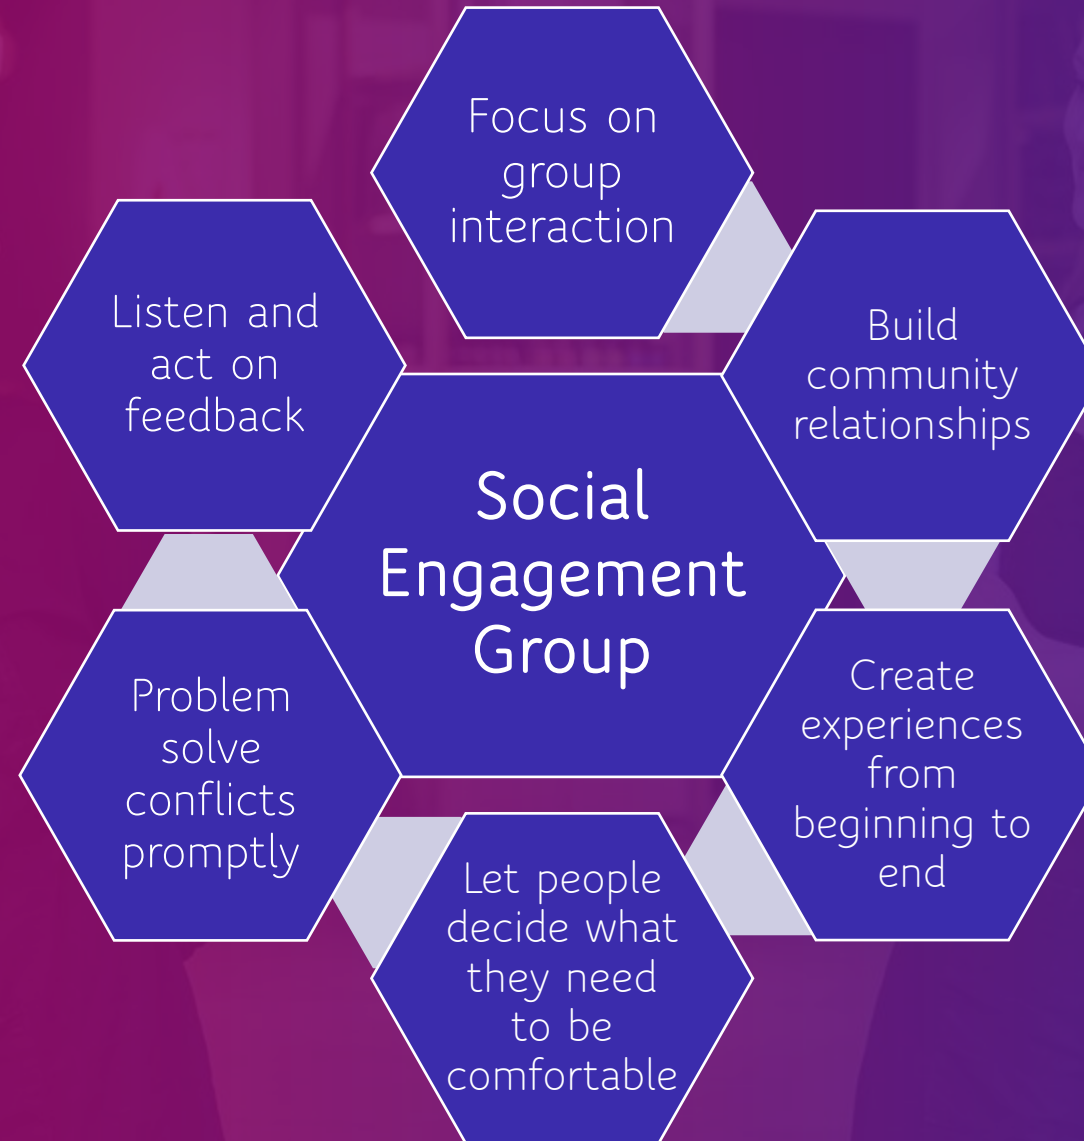 Focus on
group
interaction
Build
community
relationships
Create
experiences
from
beginning to
end
Let people
decide what
they need
to be
comfortable
Problem
solve
conflicts
promptly
Listen and
act on
feedback
Social
Engagement
Group